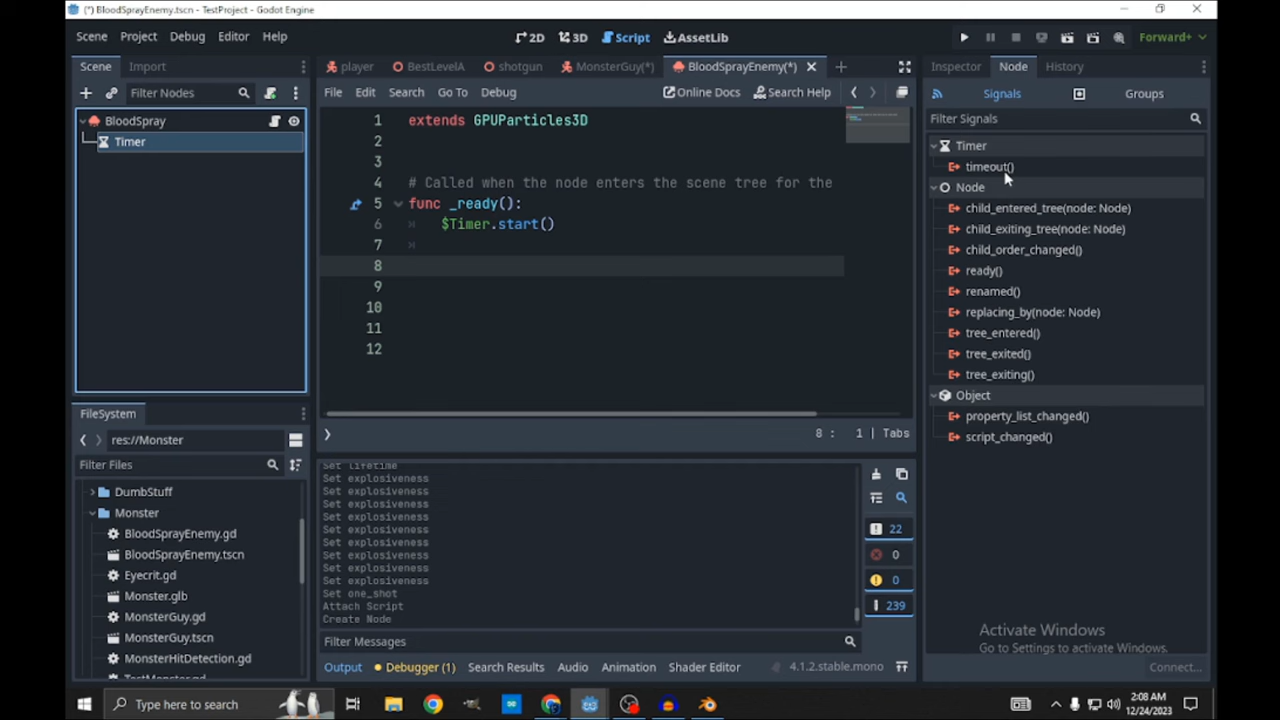 (*) BloodSprayEnemy.tscn - TestProject - Godot Engine
Scene Project Debug Editor Help
2D 3D Script AssetLib
Forward+
Scene Import
player BestLevelA shotgun MonsterGuy(*) BloodSprayEnemy(*)
Inspector Node History
Filter Nodes
File Edit Search Go To Debug
Online Docs Search Help
Signals Groups
BloodSpray
Timer
1 extends GPUParticles3D
2
3
4 # Called when the node enters the scene tree for the
5 func _ready():
6 $Timer.start()
7
8
9
10
11
12
8 : 1 | Tabs
Filter Signals
Timer
timeout()
Node
child_entered_tree(node: Node)
child_exiting_tree(node: Node)
child_order_changed()
ready()
renamed()
replacing_by(node: Node)
tree_entered()
tree_exited()
tree_exiting()
Object
property_list_changed()
script_changed()
FileSystem
res://Monster
Filter Files
DumbStuff
Monster
BloodSprayEnemy.gd
BloodSprayEnemy.tscn
Eyecrit.gd
Monster.glb
MonsterGuy.gd
MonsterGuy.tscn
MonsterHitDetection.gd
TestMonster.gd
Set lifetime
Set explosiveness
Set explosiveness
Set explosiveness
Set explosiveness
Set explosiveness
Set explosiveness
Set explosiveness
Set explosiveness
Set explosiveness
Set one_shot
Attach Script
Create Node
22
0
0
239
Filter Messages
Output Debugger (1) Search Results Audio Animation Shader Editor 4.1.2.stable.mono
Activate Windows
Go to Settings to activate Windows.
Connect...
Type here to search
2:08 AM
12/24/2023